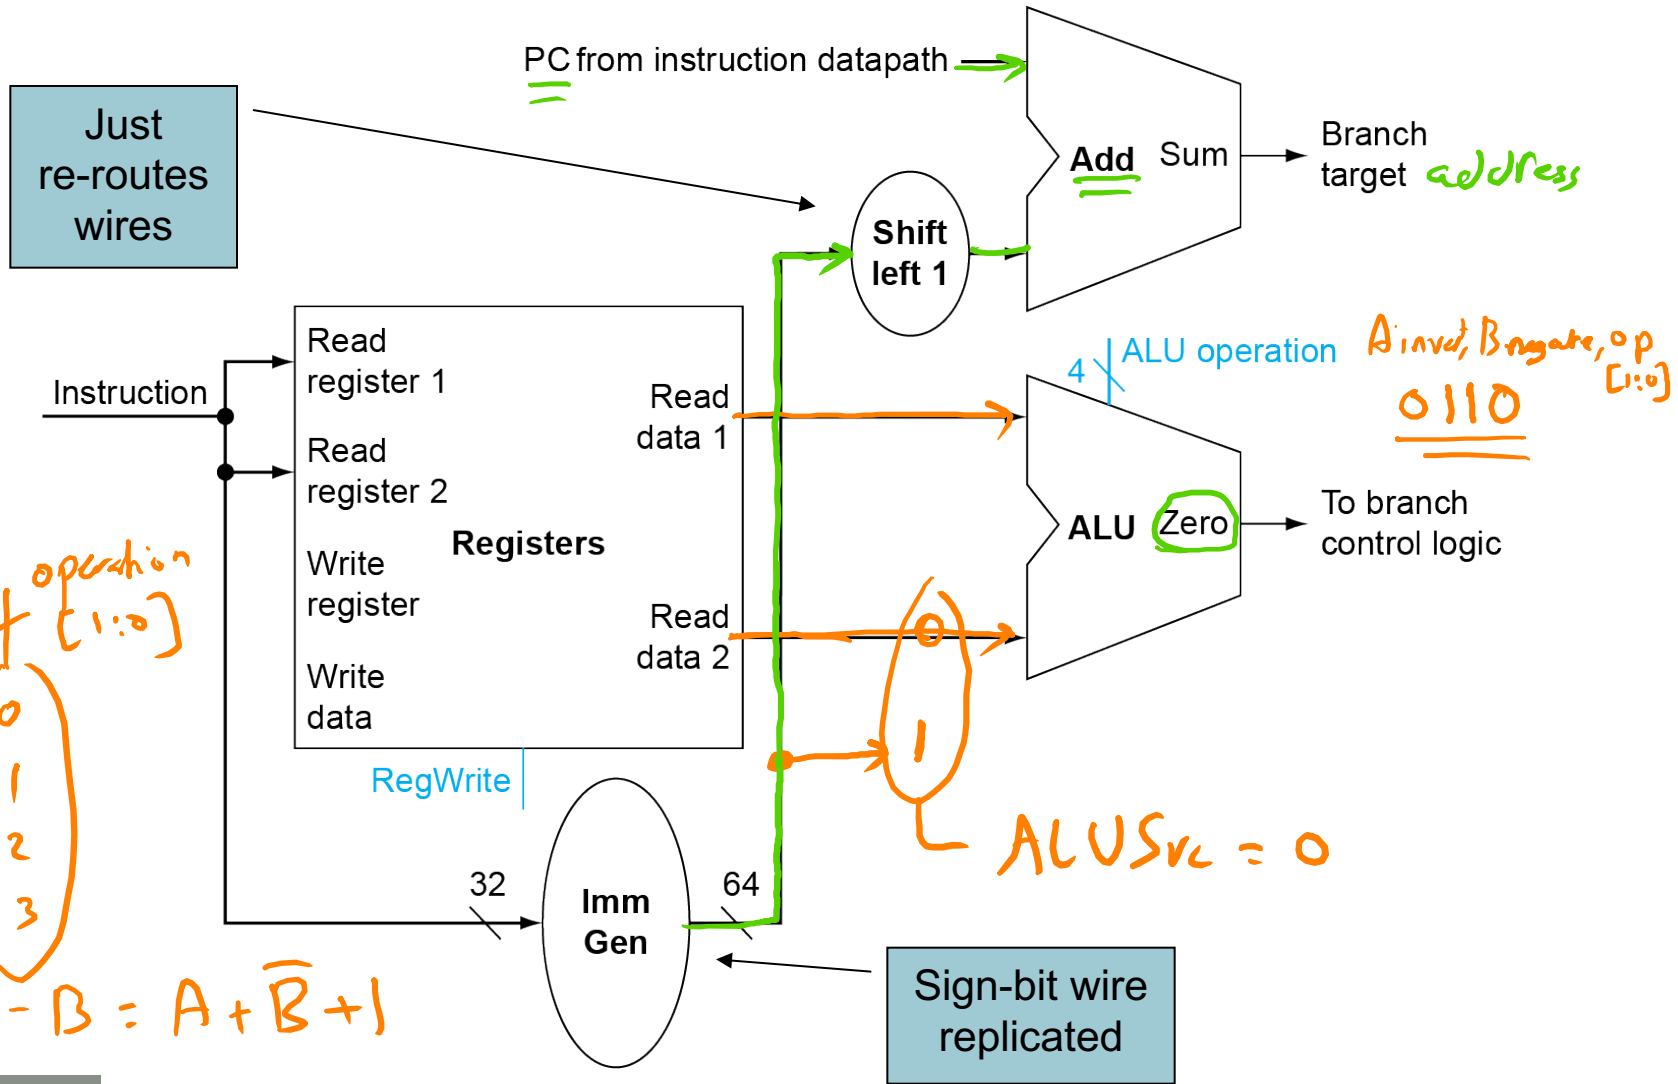 PC from instruction datapath
Just
re-routes
wires
Add Sum
Branch
target address
Shift
left 1
Read
register 1
Instruction
Read
data 1
Read
register 2
Registers
Write
register
Read
data 2
Write
data
RegWrite
4 ALU operation
Ainvert, Bnegate, op
[1:0]
0110
ALU Zero
To branch
control logic
operation
[1:0]
0
1
2
3
0
1
ALUSrc = 0
32
Imm
Gen
64
Sign-bit wire
replicated
- B = A + B̅ + 1